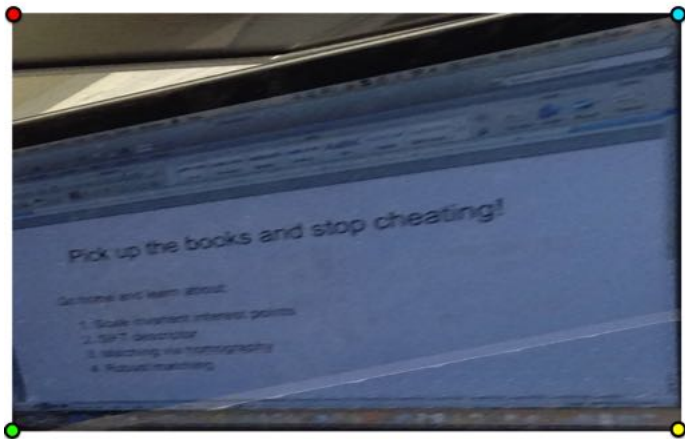 Pick up the books and stop cheating!
Go home and learn about:
1. Scale invariant interest points
2. SIFT descriptor
3. Matching via homography
4. Robust matching